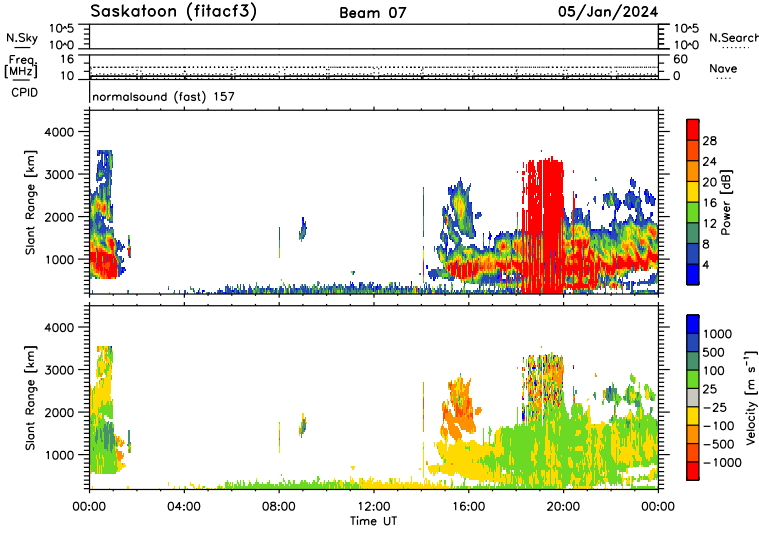 Saskatoon (fitacf3) Beam 07 05/Jan/2024
10^5 10^5
N.Sky N.Search
10^0 10^0
Freq. 16 60
[MHz] Nave
10 0
CPID normalsound (fast) 157
4000
3000
2000
1000
Slant Range [km]
28
24
20
16
12
8
4
Power [dB]
4000
3000
2000
1000
Slant Range [km]
1000
500
100
25
−25
−100
−500
−1000
Velocity [m s⁻¹]
00:00 04:00 08:00 12:00 16:00 20:00 00:00
Time UT